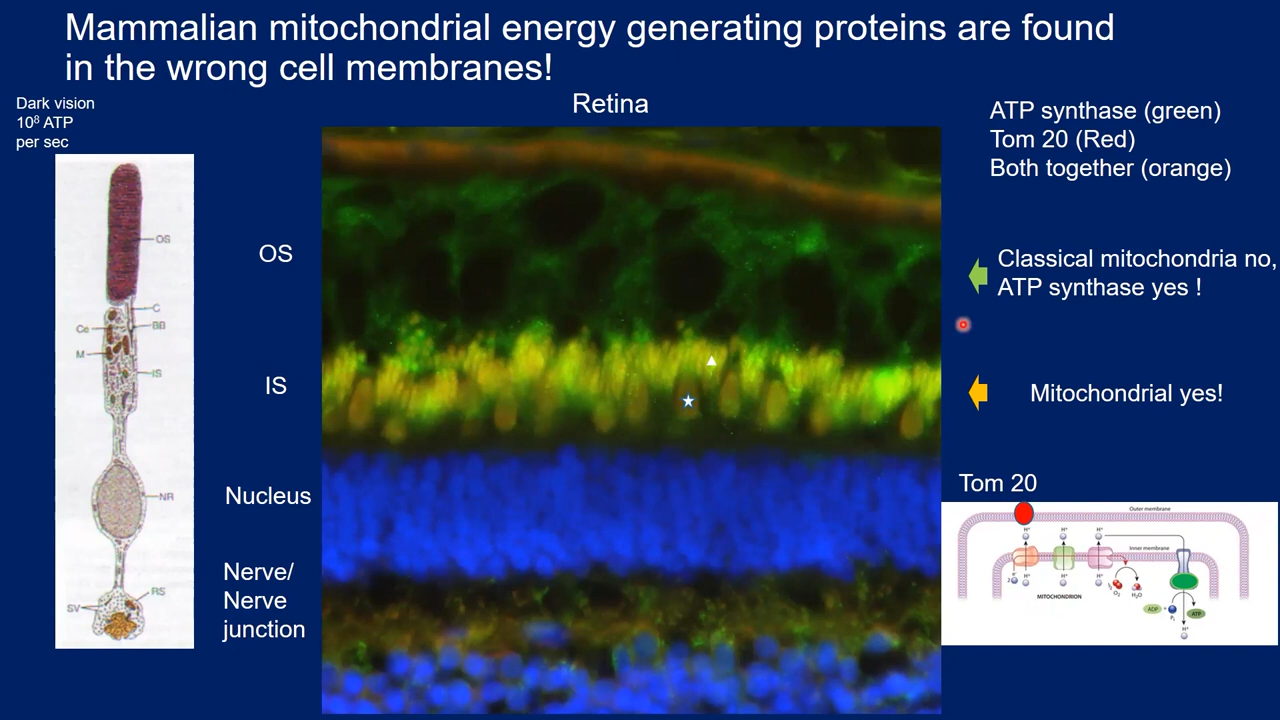 Mammalian mitochondrial energy generating proteins are found
in the wrong cell membranes!
Dark vision
10⁸ ATP
per sec
OS
C
Ce
BB
M
IS
NR
RS
SV
Retina
OS
IS
Nucleus
Nerve/
Nerve
junction
ATP synthase (green)
Tom 20 (Red)
Both together (orange)
Classical mitochondria no,
ATP synthase yes !
Mitochondrial yes!
Tom 20
Outer membrane
H⁺
H⁺
H⁺
Inner membrane
H⁺
H⁺
O₂
H₂O
MITOCHONDRION
ADP
+
Pᵢ
ATP
H⁺